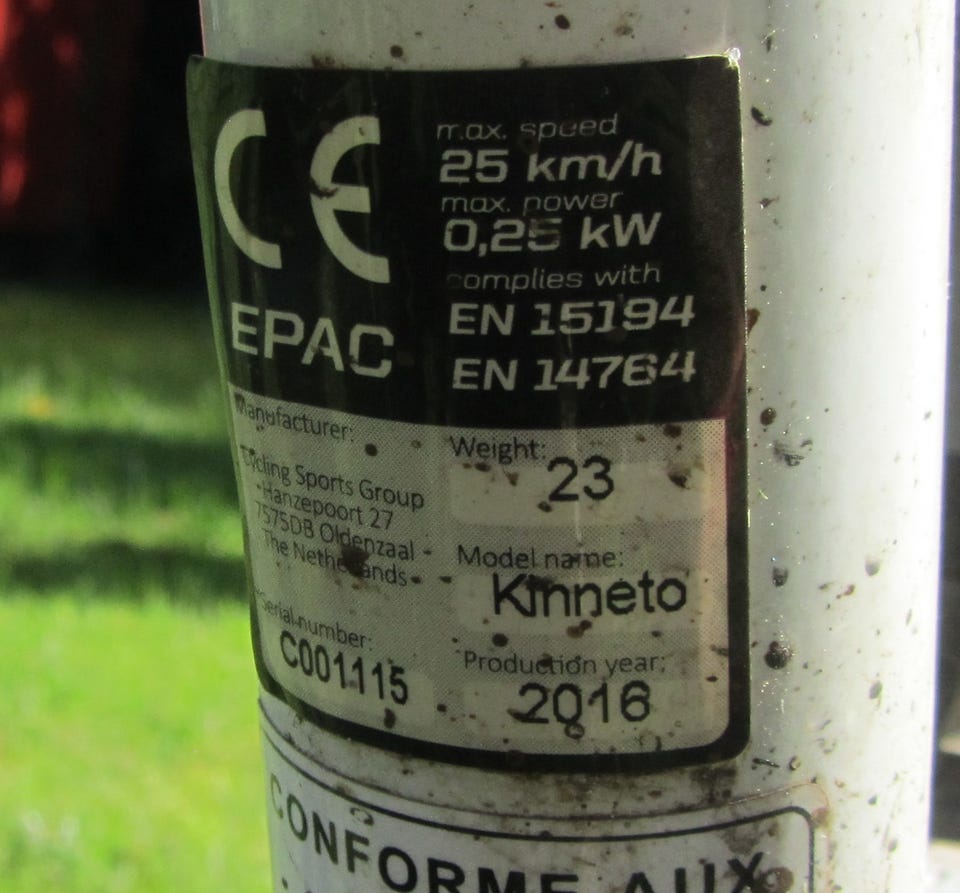 CE
EPAC
max. speed
25 km/h
max. power
0,25 kW
complies with
EN 15194
EN 14764
Manufacturer:
Cycling Sports Group
Hanzepoort 27
7575DB Oldenzaal
The Netherlands
Serial number:
C001115
Weight:
23
Model name:
Kinneto
Production year:
2016
CONFORME AUX